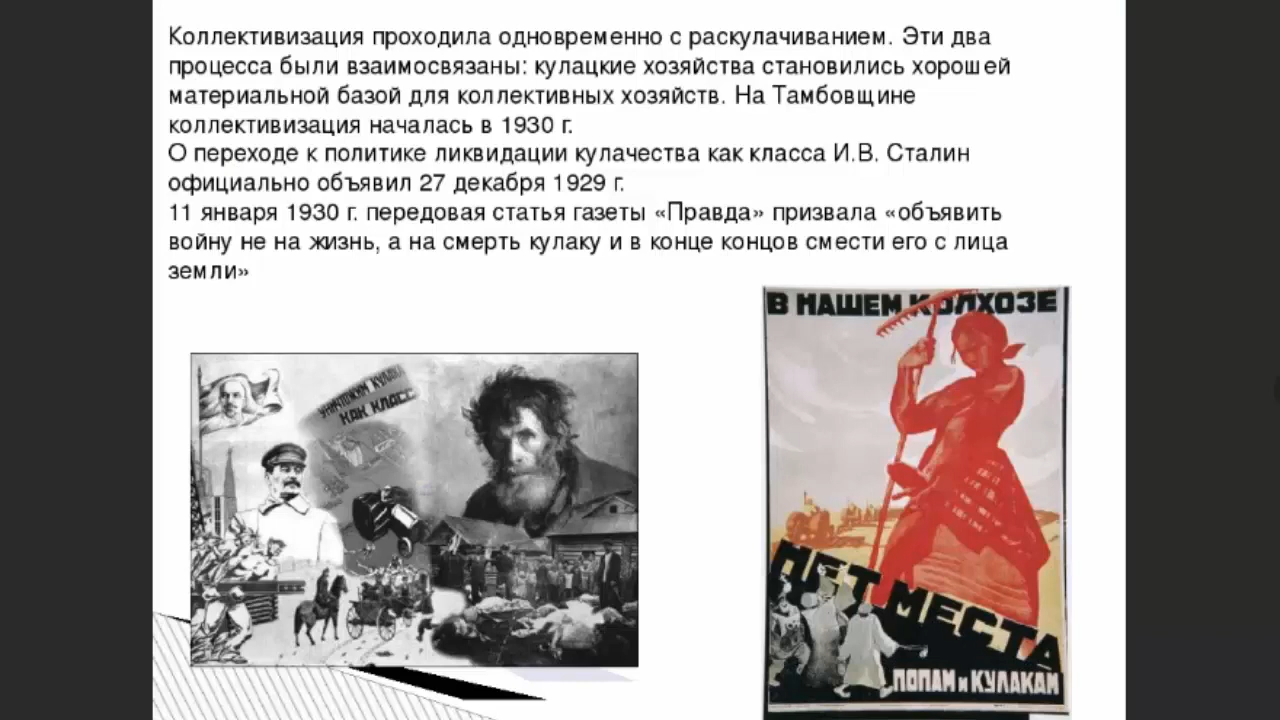 Коллективизация проходила одновременно с раскулачиванием. Эти два
процесса были взаимосвязаны: кулацкие хозяйства становились хорошей
материальной базой для коллективных хозяйств. На Тамбовщине
коллективизация началась в 1930 г.
О переходе к политике ликвидации кулачества как класса И.В. Сталин
официально объявил 27 декабря 1929 г.
11 января 1930 г. передовая статья газеты «Правда» призвала «объявить
войну не на жизнь, а на смерть кулаку и в конце концов смести его с лица
земли»
УНИЧТОЖИМ КУЛАКА
КАК КЛАСС
В НАШЕМ КОЛХОЗЕ
НЕТ МЕСТА
ПОПАМ и КУЛАКАМ